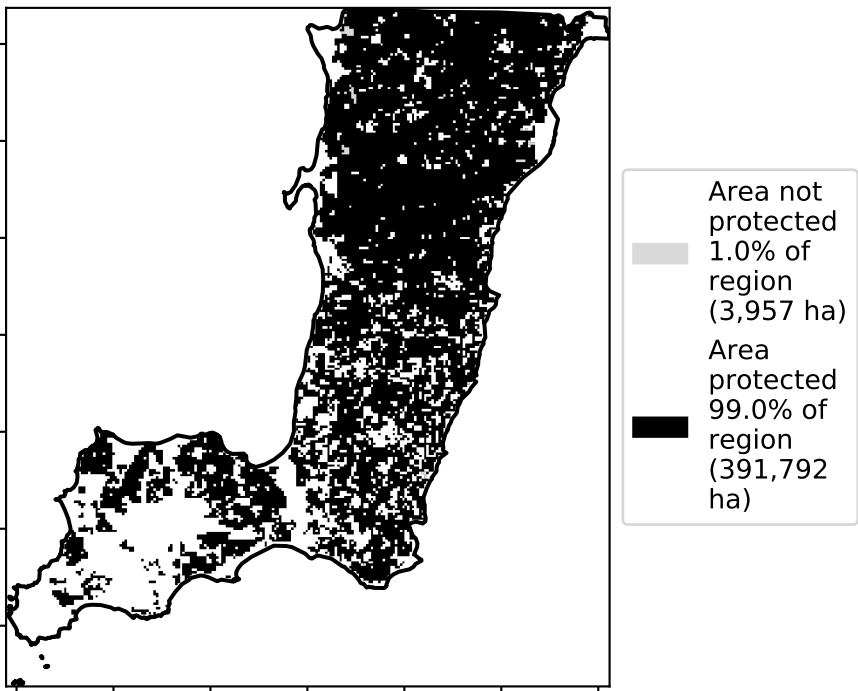 Area not
protected
1.0% of
region
(3,957 ha)
Area
protected
99.0% of
region
(391,792
ha)